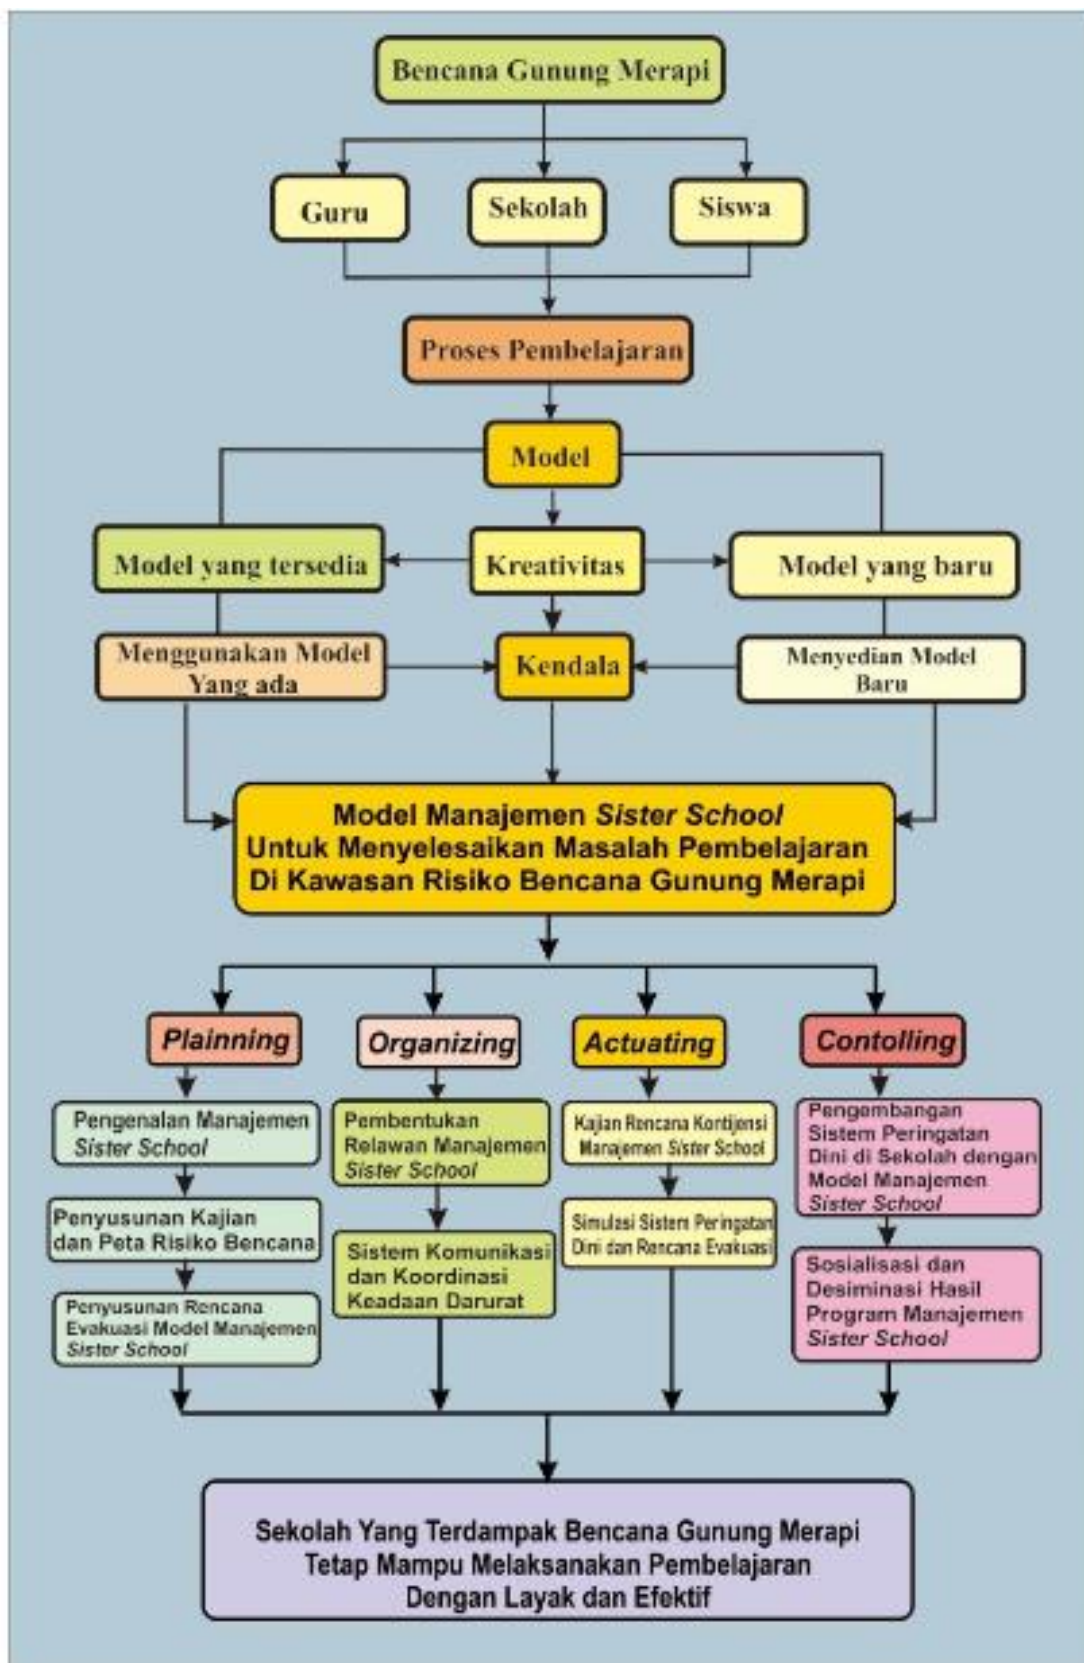 Bencana Gunung Merapi
Guru
Sekolah
Siswa
Proses Pembelajaran
Model
Model yang tersedia
Kreativitas
Model yang baru
Menggunakan Model
Yang ada
Kendala
Menyedian Model
Baru
Model Manajemen Sister School
Untuk Menyelesaikan Masalah Pembelajaran
Di Kawasan Risiko Bencana Gunung Merapi
Plainning
Organizing
Actuating
Contolling
Pengenalan Manajemen
Sister School
Penyusunan Kajian
dan Peta Risiko Bencana
Penyusunan Rencana
Evakuasi Model Manajemen
Sister School
Pembentukan
Relawan Manajemen
Sister School
Sistem Komunikasi
dan Koordinasi
Keadaan Darurat
Kajian Rencana Kontijensi
Manajemen Sister School
Simulasi Sistem Peringatan
Dini dan Rencana Evakuasi
Pengembangan
Sistem Peringatan
Dini di Sekolah dengan
Model Manajemen
Sister School
Sosialisasi dan
Desiminasi Hasil
Program Manajemen
Sister School
Sekolah Yang Terdampak Bencana Gunung Merapi
Tetap Mampu Melaksanakan Pembelajaran
Dengan Layak dan Efektif